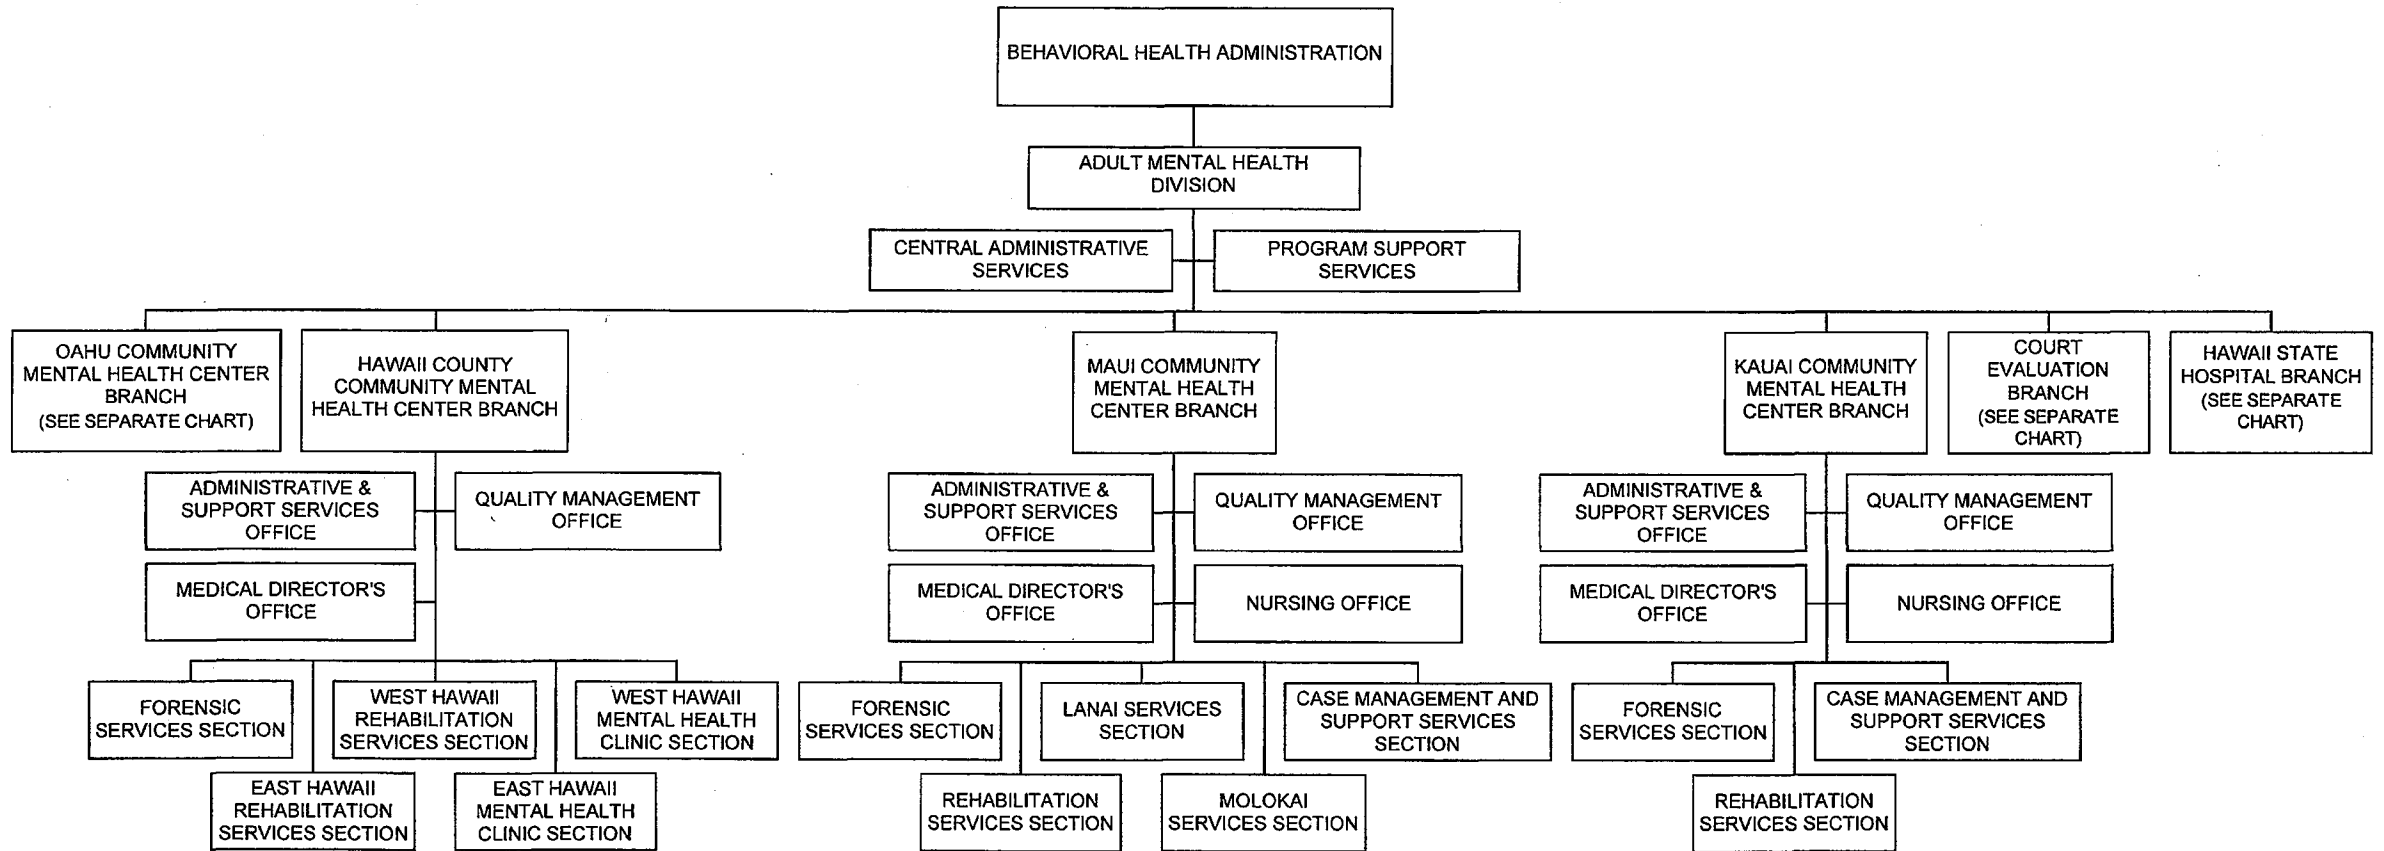 BEHAVIORAL HEALTH ADMINISTRATION
ADULT MENTAL HEALTH
DIVISION
CENTRAL ADMINISTRATIVE
SERVICES
PROGRAM SUPPORT
SERVICES
OAHU COMMUNITY
MENTAL HEALTH CENTER
BRANCH
(SEE SEPARATE CHART)
HAWAII COUNTY
COMMUNITY MENTAL
HEALTH CENTER BRANCH
MAUI COMMUNITY
MENTAL HEALTH
CENTER BRANCH
KAUAI COMMUNITY
MENTAL HEALTH
CENTER BRANCH
COURT
EVALUATION
BRANCH
(SEE SEPARATE
CHART)
HAWAII STATE
HOSPITAL BRANCH
(SEE SEPARATE
CHART)
ADMINISTRATIVE &
SUPPORT SERVICES
OFFICE
QUALITY MANAGEMENT
OFFICE
MEDICAL DIRECTOR'S
OFFICE
ADMINISTRATIVE &
SUPPORT SERVICES
OFFICE
QUALITY MANAGEMENT
OFFICE
MEDICAL DIRECTOR'S
OFFICE
NURSING OFFICE
ADMINISTRATIVE &
SUPPORT SERVICES
OFFICE
QUALITY MANAGEMENT
OFFICE
MEDICAL DIRECTOR'S
OFFICE
NURSING OFFICE
FORENSIC
SERVICES SECTION
WEST HAWAII
REHABILITATION
SERVICES SECTION
WEST HAWAII
MENTAL HEALTH
CLINIC SECTION
EAST HAWAII
REHABILITATION
SERVICES SECTION
EAST HAWAII
MENTAL HEALTH
CLINIC SECTION
FORENSIC
SERVICES SECTION
LANAI SERVICES
SECTION
CASE MANAGEMENT AND
SUPPORT SERVICES
SECTION
REHABILITATION
SERVICES SECTION
MOLOKAI
SERVICES SECTION
FORENSIC
SERVICES SECTION
CASE MANAGEMENT AND
SUPPORT SERVICES
SECTION
REHABILITATION
SERVICES SECTION